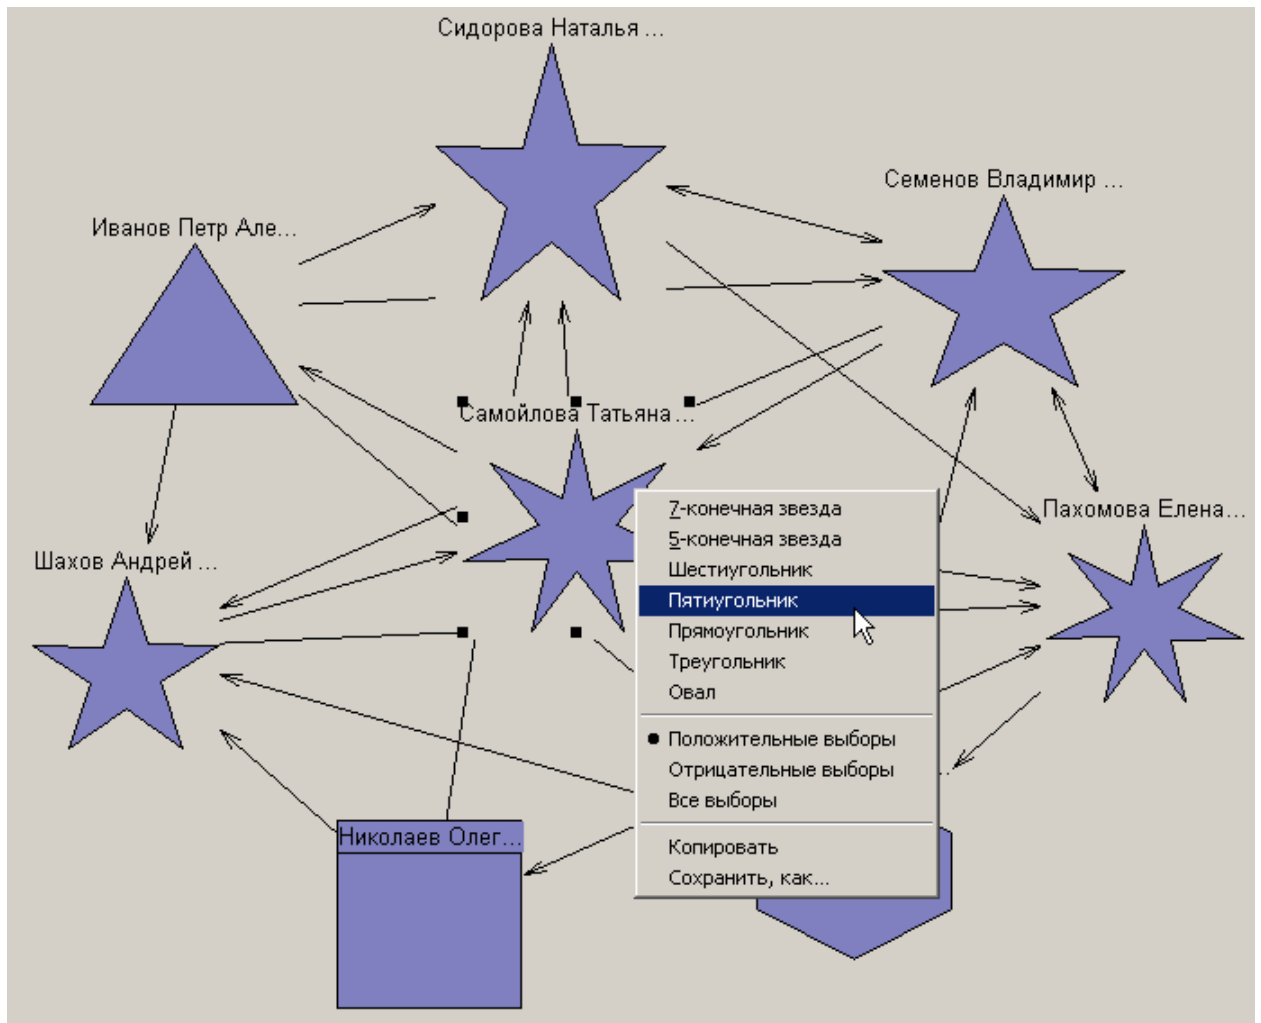 Сидорова Наталья ...
Семенов Владимир ...
Иванов Петр Але...
Самойлова Татьяна ...
7-конечная звезда
5-конечная звезда
Шестиугольник
Пятиугольник
Прямоугольник
Треугольник
Овал
Положительные выборы
Отрицательные выборы
Все выборы
Копировать
Сохранить, как...
Пахомова Елена...
Шахов Андрей ...
Николаев Олег...